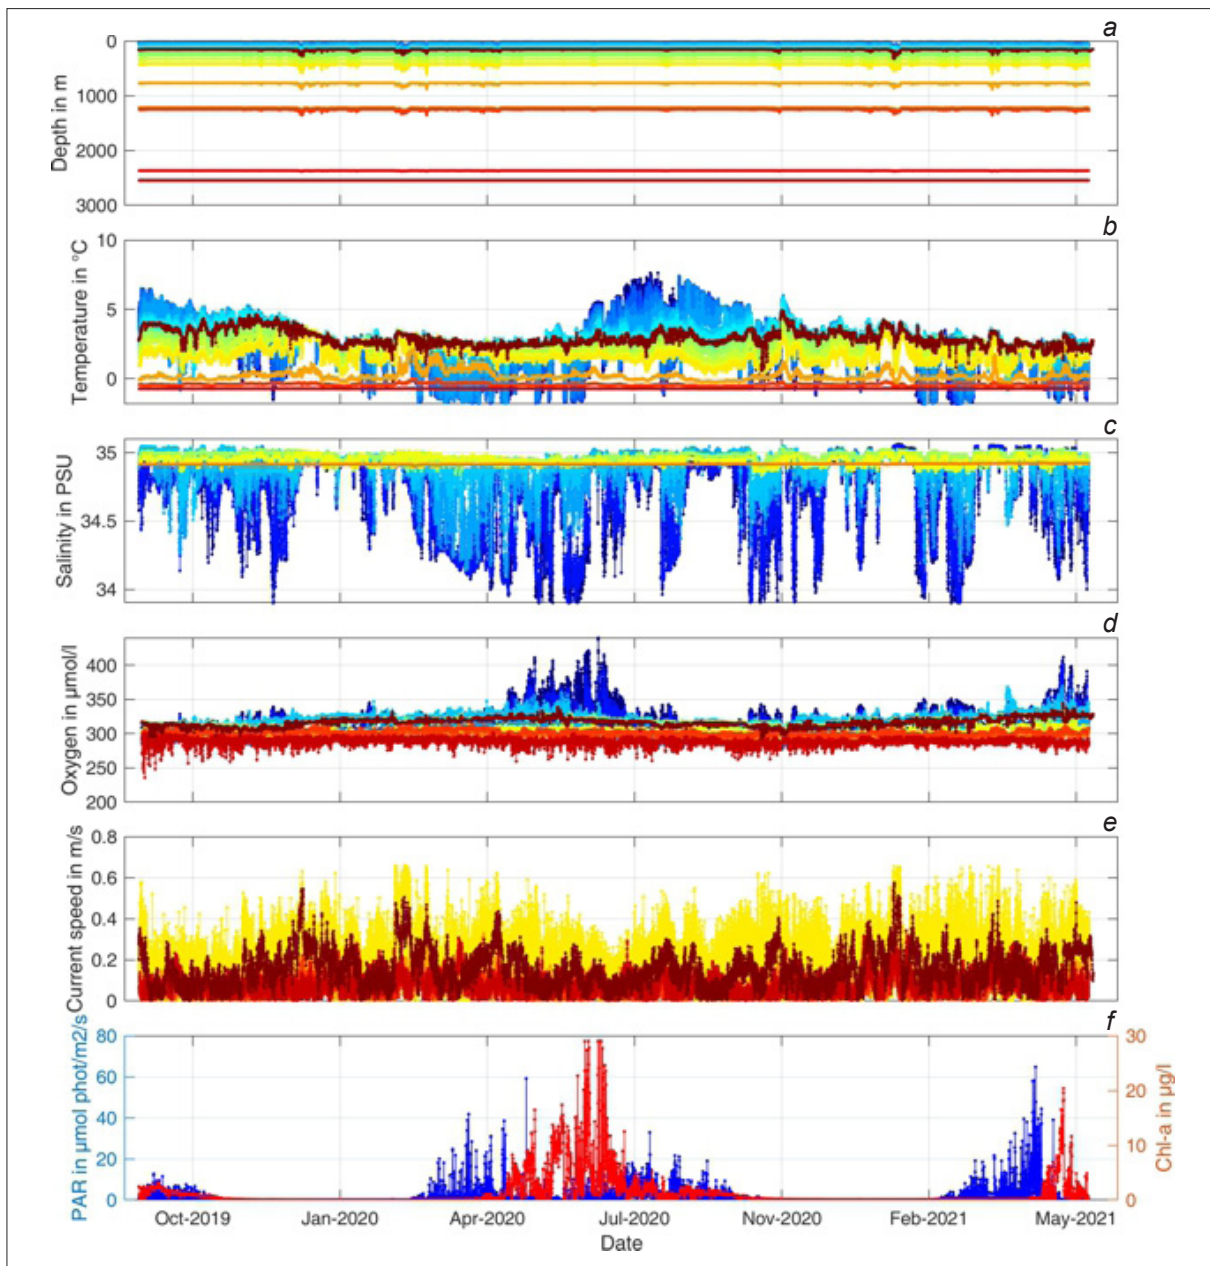 a
Depth in m
0
1000
2000
3000
b
Temperature in °C
10
5
0
c
Salinity in PSU
35
34.5
34
d
Oxygen in µmol/l
400
350
300
250
200
e
Current speed in m/s
0.8
0.6
0.4
0.2
0
f
PAR in µmol phot/m2/s
80
60
40
20
0
30
20
10
0
Chl-a in µg/l
Oct-2019 Jan-2020 Apr-2020 Jul-2020 Nov-2020 Feb-2021 May-2021
Date